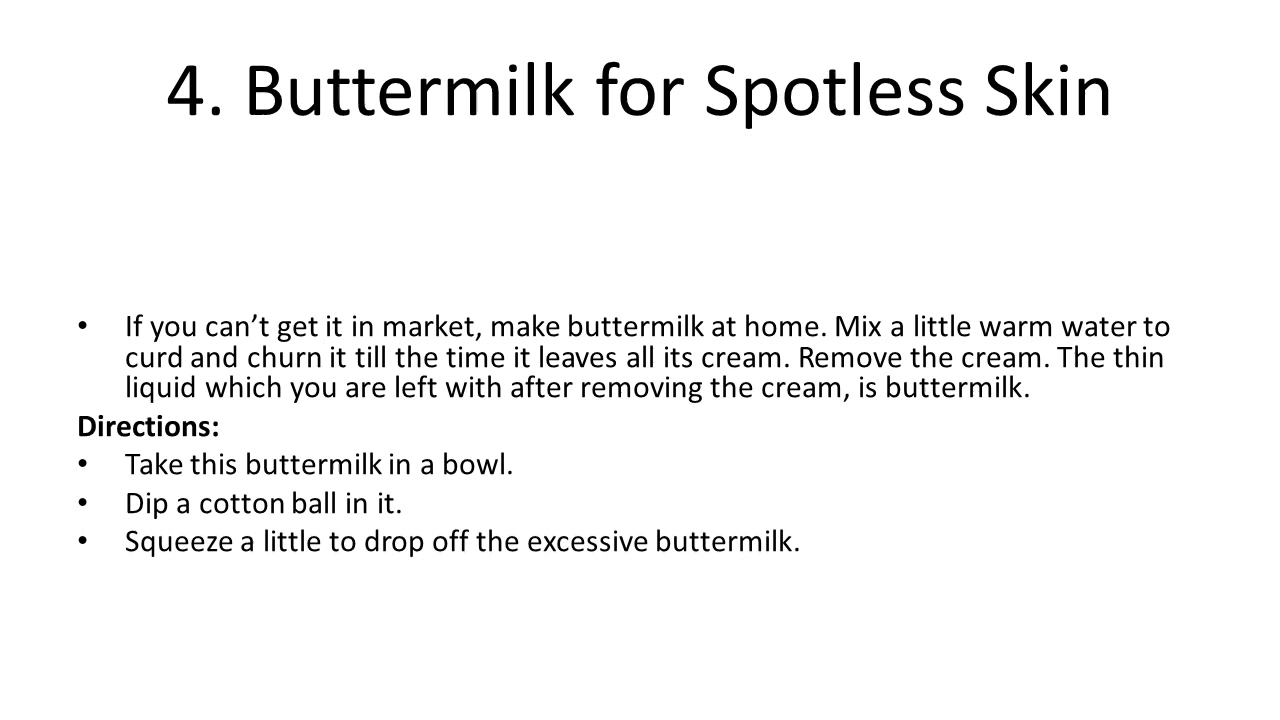 4. Buttermilk for Spotless Skin
• If you can’t get it in market, make buttermilk at home. Mix a little warm water to
curd and churn it till the time it leaves all its cream. Remove the cream. The thin
liquid which you are left with after removing the cream, is buttermilk.
Directions:
• Take this buttermilk in a bowl.
• Dip a cotton ball in it.
• Squeeze a little to drop off the excessive buttermilk.